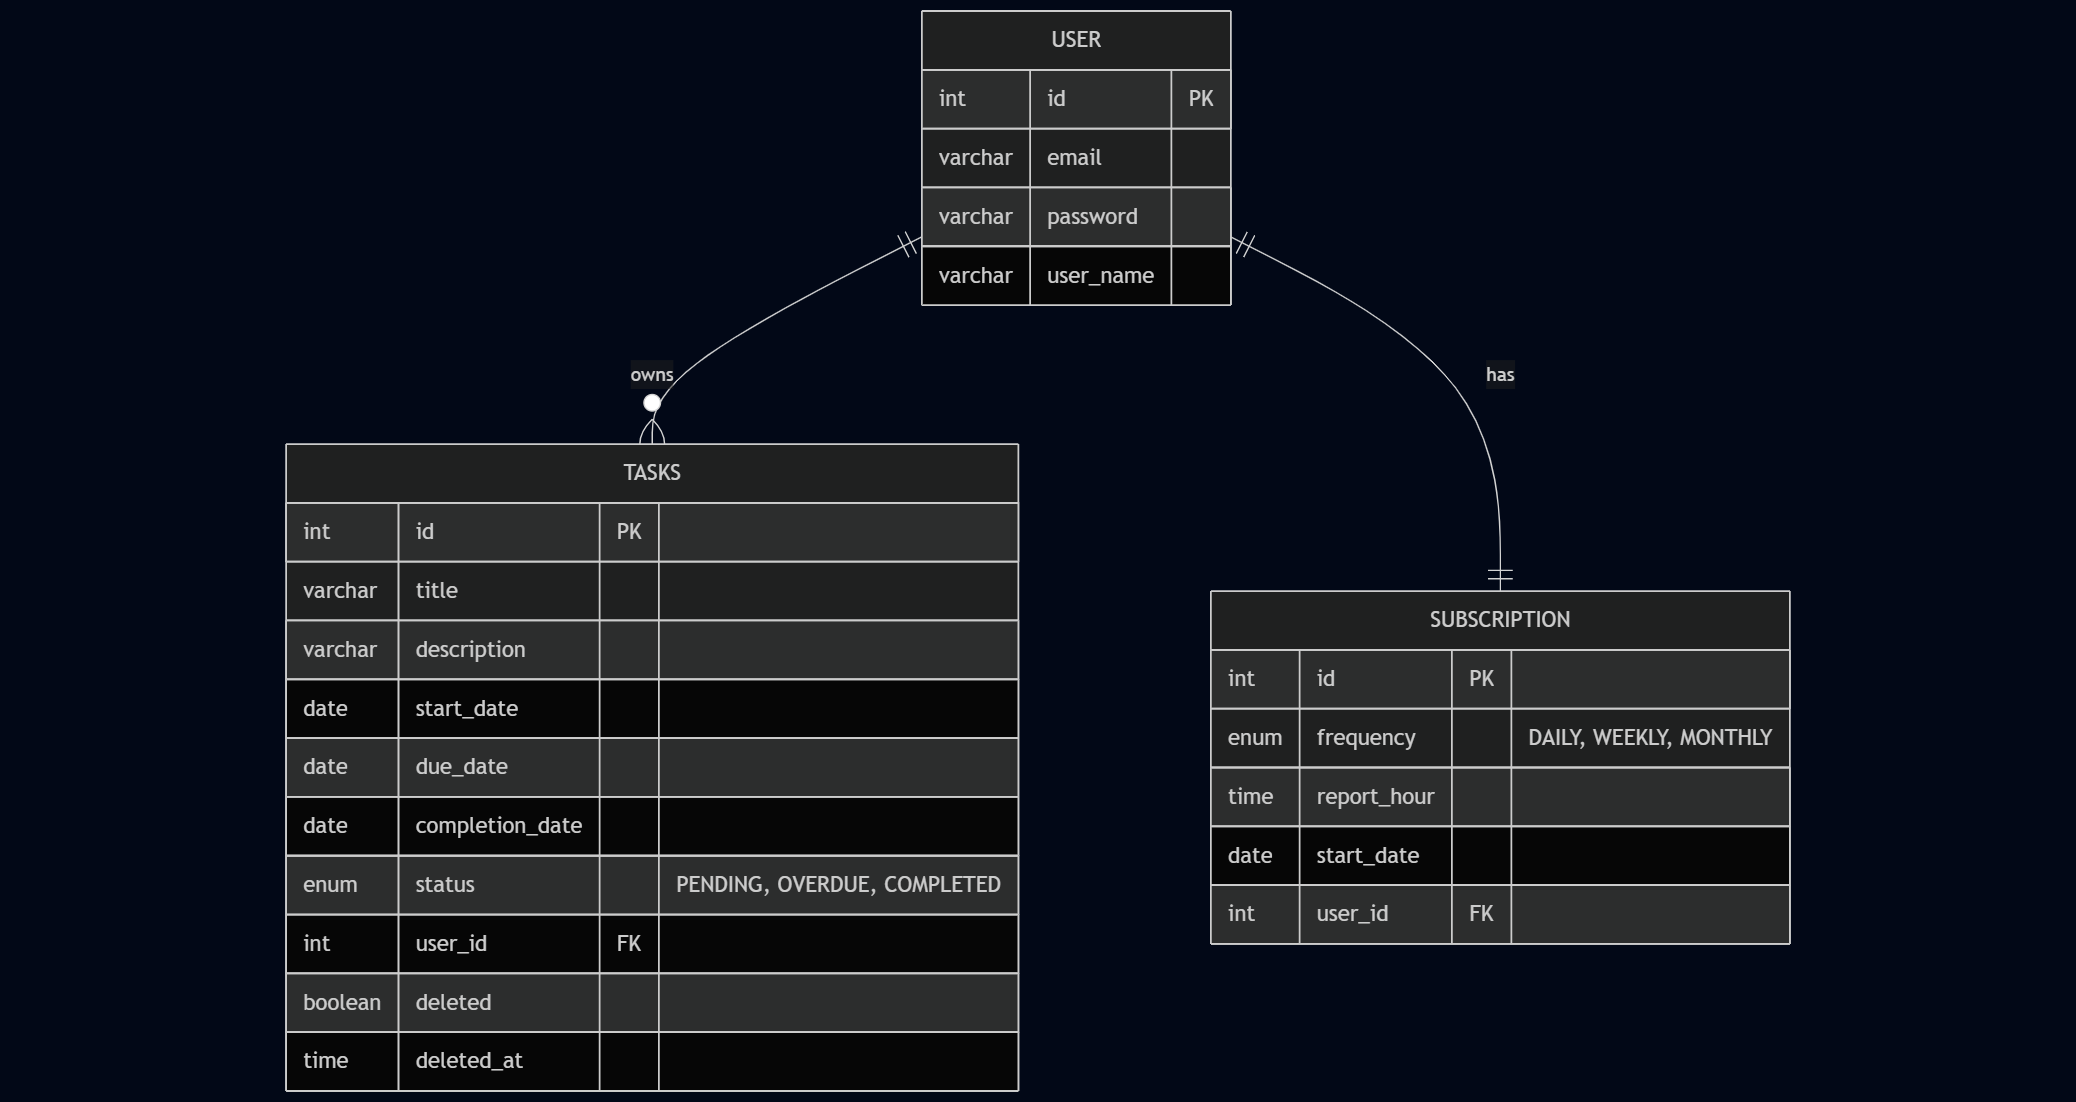 USER
int id PK
varchar email
varchar password
varchar user_name
owns
has
TASKS
int id PK
varchar title
varchar description
date start_date
date due_date
date completion_date
enum status PENDING, OVERDUE, COMPLETED
int user_id FK
boolean deleted
time deleted_at
SUBSCRIPTION
int id PK
enum frequency DAILY, WEEKLY, MONTHLY
time report_hour
date start_date
int user_id FK